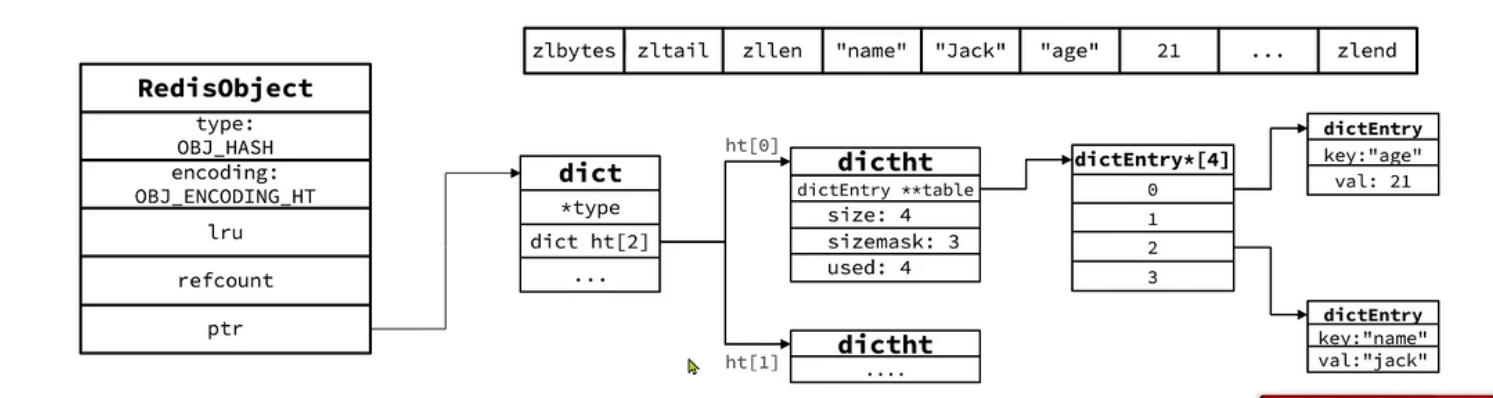 zlbytes zltail zllen "name" "Jack" "age" 21 ... zlend
RedisObject
type:
OBJ_HASH
encoding:
OBJ_ENCODING_HT
lru
refcount
ptr
dict
*type
dict ht[2]
...
ht[0]
dictht
dictEntry **table
size: 4
sizemask: 3
used: 4
ht[1]
dictht
....
dictEntry*[4]
0
1
2
3
dictEntry
key:"age"
val: 21
dictEntry
key:"name"
val:"jack"